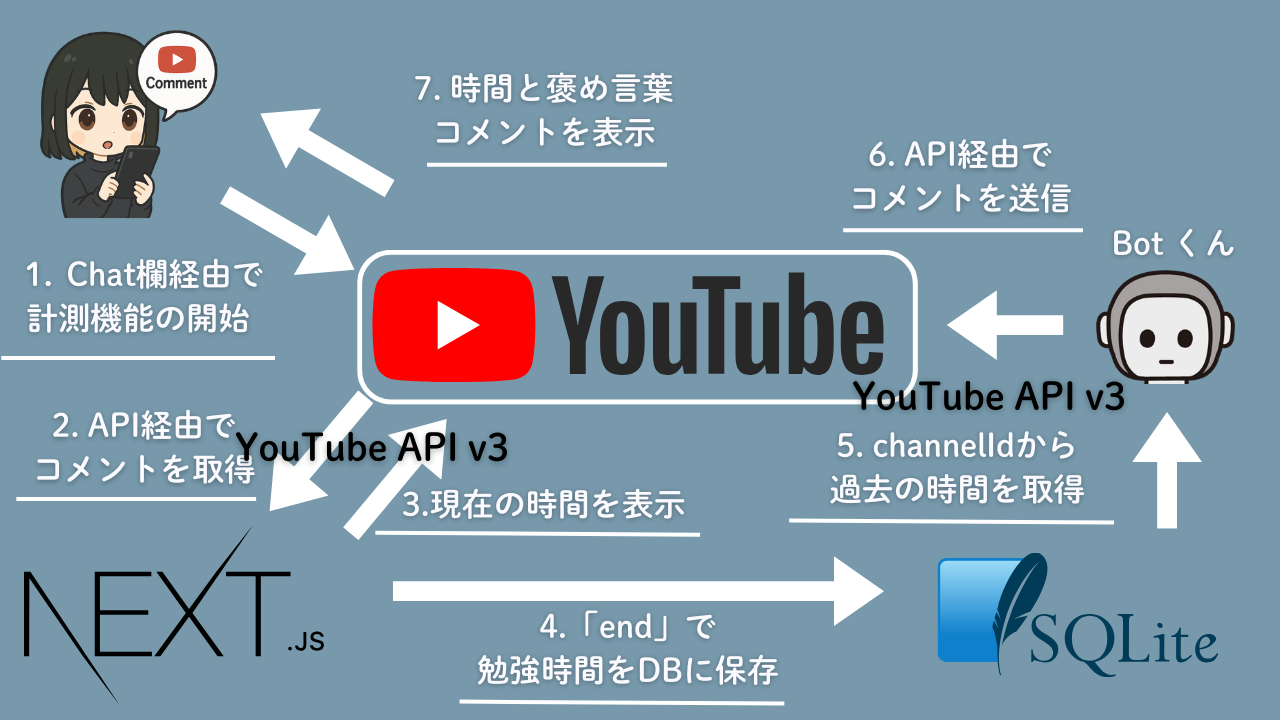 Comment
7. 時間と褒め言葉
コメントを表示
6. API経由で
コメントを送信
Bot くん
1. Chat欄経由で
計測機能の開始
YouTube
YouTube API v3
2. API経由で
コメントを取得
YouTube API v3
5. channelIdから
過去の時間を取得
3.現在の時間を表示
NEXT.JS
4.「end」で
勉強時間をDBに保存
SQLite